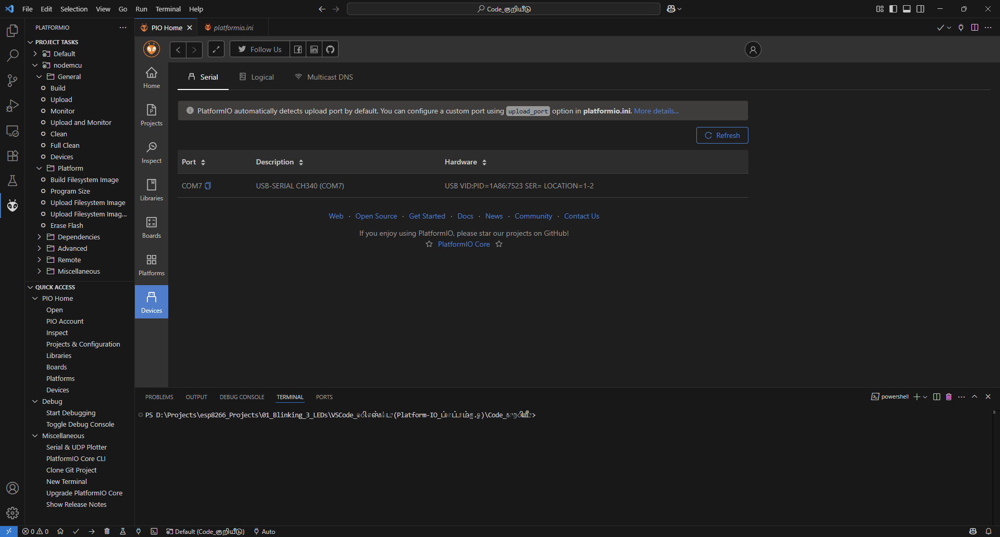 File Edit Selection View Go Run Terminal Help
Code_குறியீடு
PLATFORMIO
PIO Home
platformio.ini
PROJECT TASKS
Default
nodemcu
General
Build
Upload
Monitor
Upload and Monitor
Clean
Full Clean
Devices
Platform
Build Filesystem Image
Program Size
Upload Filesystem Image
Upload Filesystem Imag...
Erase Flash
Dependencies
Advanced
Remote
Miscellaneous
QUICK ACCESS
PIO Home
Open
PIO Account
Inspect
Projects & Configuration
Libraries
Boards
Platforms
Devices
Debug
Start Debugging
Toggle Debug Console
Miscellaneous
Serial & UDP Plotter
PlatformIO Core CLI
Clone Git Project
New Terminal
Upgrade PlatformIO Core
Show Release Notes
Follow Us
Home
Projects
Inspect
Libraries
Boards
Platforms
Devices
Serial Logical Multicast DNS
PlatformIO automatically detects upload port by default. You can configure a custom port using upload_port option in platformio.ini. More details...
Refresh
Port Description Hardware
COM7 USB-SERIAL CH340 (COM7) USB VID:PID=1A86:7523 SER= LOCATION=1-2
Web · Open Source · Get Started · Docs · News · Community · Contact Us
If you enjoy using PlatformIO, please star our projects on GitHub!
PlatformIO Core
PROBLEMS OUTPUT DEBUG CONSOLE TERMINAL PORTS
powershell
PS D:\Projects\esp8266_Projects\01_Blinking_3_LEDs\VSCode_ (Platform-IO_ )\Code_ >
0 0 Default (Code_குறியீடு) Auto